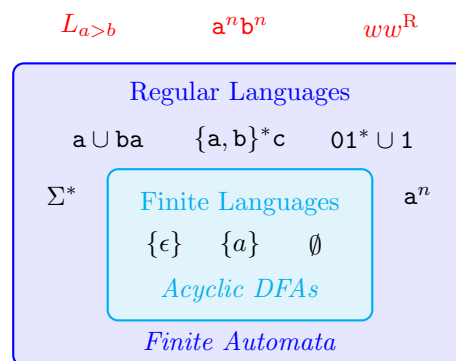 L_{a>b} a^n b^n ww^R
Regular Languages
a ∪ ba {a, b}^*c 01^* ∪ 1
Σ^* a^n
Finite Languages
{ϵ} {a} ∅
Acyclic DFAs
Finite Automata